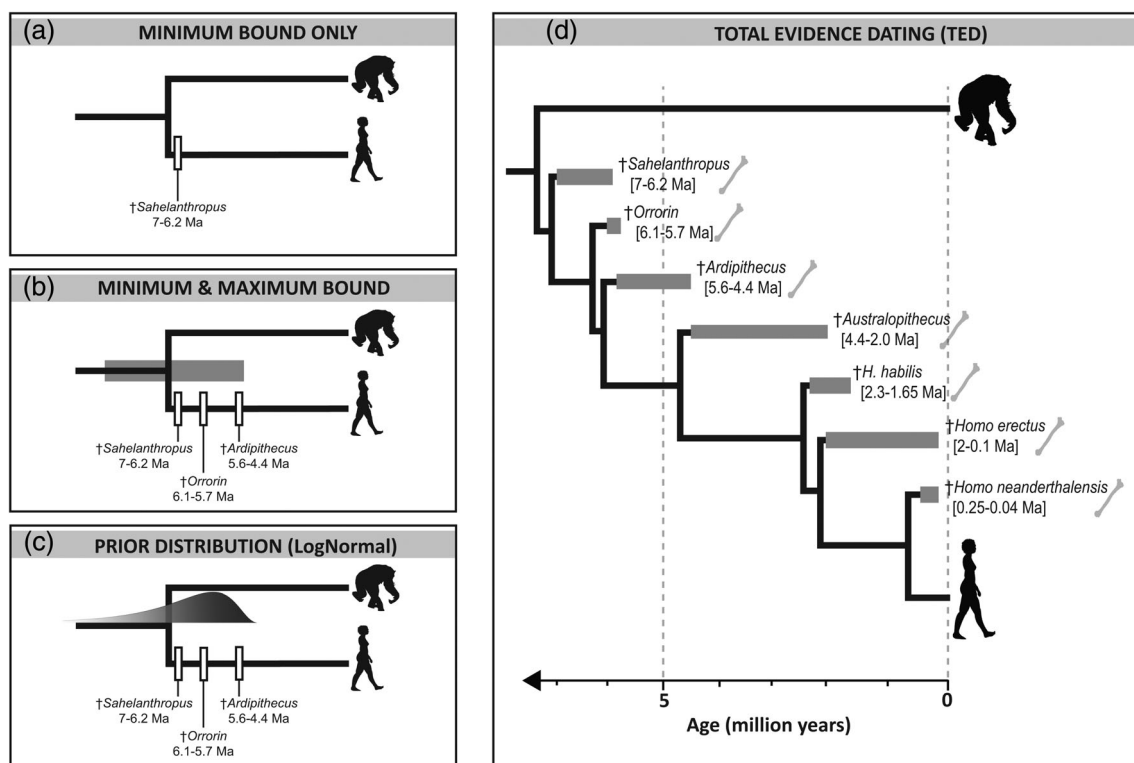 (a) MINIMUM BOUND ONLY
†Sahelanthropus
7-6.2 Ma
(b) MINIMUM & MAXIMUM BOUND
†Sahelanthropus
7-6.2 Ma
†Orrorin
6.1-5.7 Ma
†Ardipithecus
5.6-4.4 Ma
(c) PRIOR DISTRIBUTION (LogNormal)
†Sahelanthropus
7-6.2 Ma
†Orrorin
6.1-5.7 Ma
†Ardipithecus
5.6-4.4 Ma
(d) TOTAL EVIDENCE DATING (TED)
†Sahelanthropus
[7-6.2 Ma]
†Orrorin
[6.1-5.7 Ma]
†Ardipithecus
[5.6-4.4 Ma]
†Australopithecus
[4.4-2.0 Ma]
†H. habilis
[2.3-1.65 Ma]
†Homo erectus
[2-0.1 Ma]
†Homo neanderthalensis
[0.25-0.04 Ma]
5 0
Age (million years)